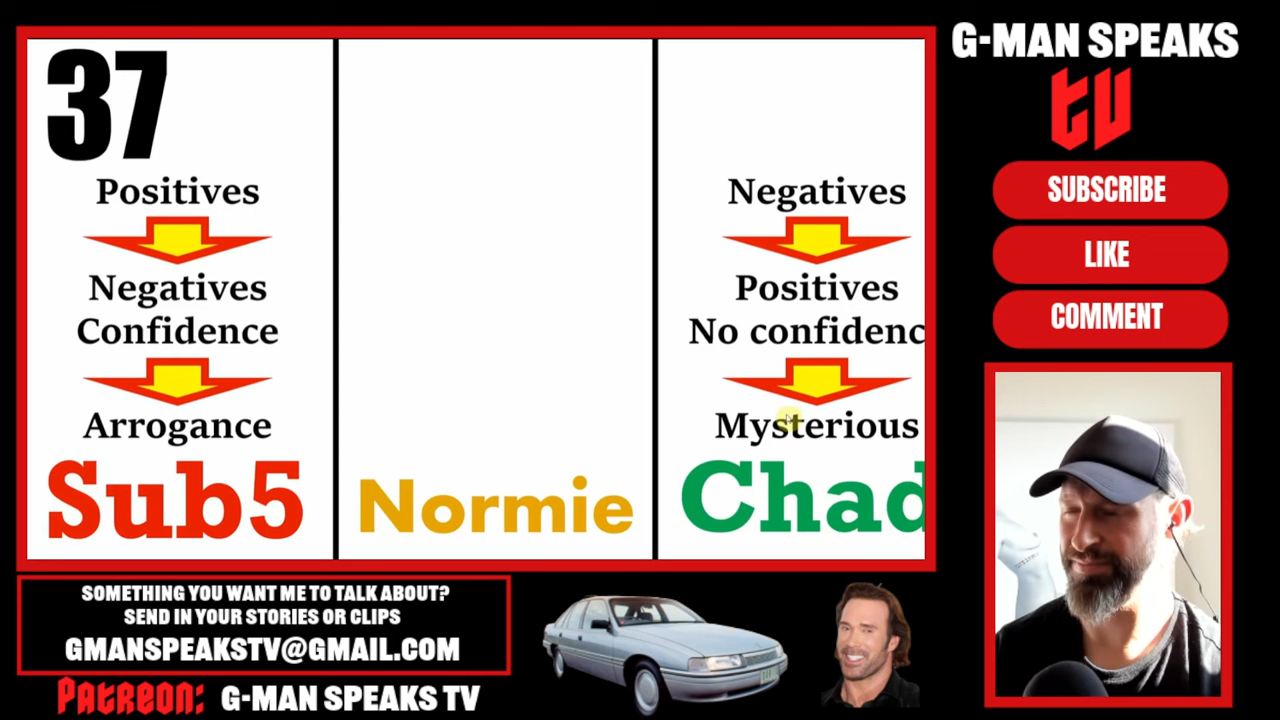 37
Positives
Negatives
Confidence
Arrogance
Sub5
Normie
Negatives
Positives
No confidenc
Mysterious
Chad
G-MAN SPEAKS
tv
SUBSCRIBE
LIKE
COMMENT
SOMETHING YOU WANT ME TO TALK ABOUT?
SEND IN YOUR STORIES OR CLIPS
GMANSPEAKSTV@GMAIL.COM
Patreon: G-MAN SPEAKS TV